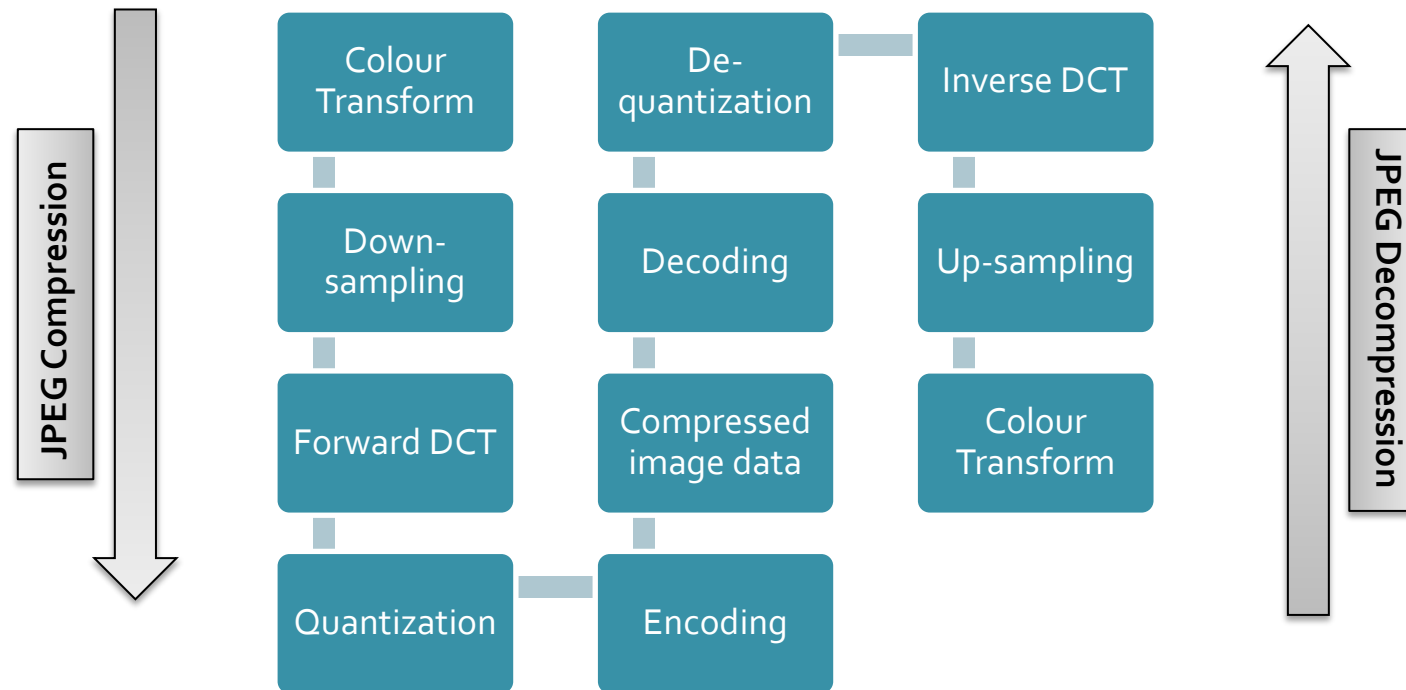 JPEG Compression
Colour
Transform
Down-
sampling
Forward DCT
Quantization
Encoding
Compressed
image data
Decoding
De-
quantization
Inverse DCT
Up-sampling
Colour
Transform
JPEG Decompression